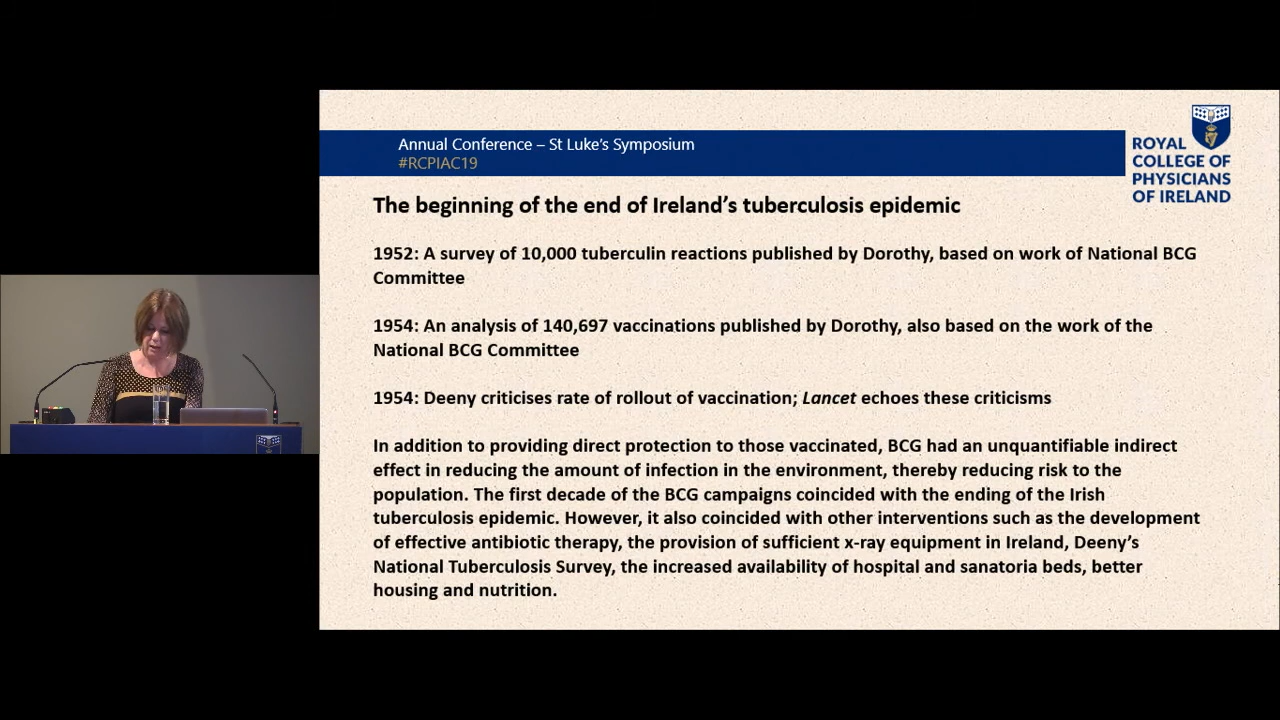 Annual Conference – St Luke's Symposium
#RCPIAC19
ROYAL
COLLEGE OF
PHYSICIANS
OF IRELAND
The beginning of the end of Ireland's tuberculosis epidemic
1952: A survey of 10,000 tuberculin reactions published by Dorothy, based on work of National BCG
Committee
1954: An analysis of 140,697 vaccinations published by Dorothy, also based on the work of the
National BCG Committee
1954: Deeny criticises rate of rollout of vaccination; Lancet echoes these criticisms
In addition to providing direct protection to those vaccinated, BCG had an unquantifiable indirect
effect in reducing the amount of infection in the environment, thereby reducing risk to the
population. The first decade of the BCG campaigns coincided with the ending of the Irish
tuberculosis epidemic. However, it also coincided with other interventions such as the development
of effective antibiotic therapy, the provision of sufficient x-ray equipment in Ireland, Deeny's
National Tuberculosis Survey, the increased availability of hospital and sanatoria beds, better
housing and nutrition.